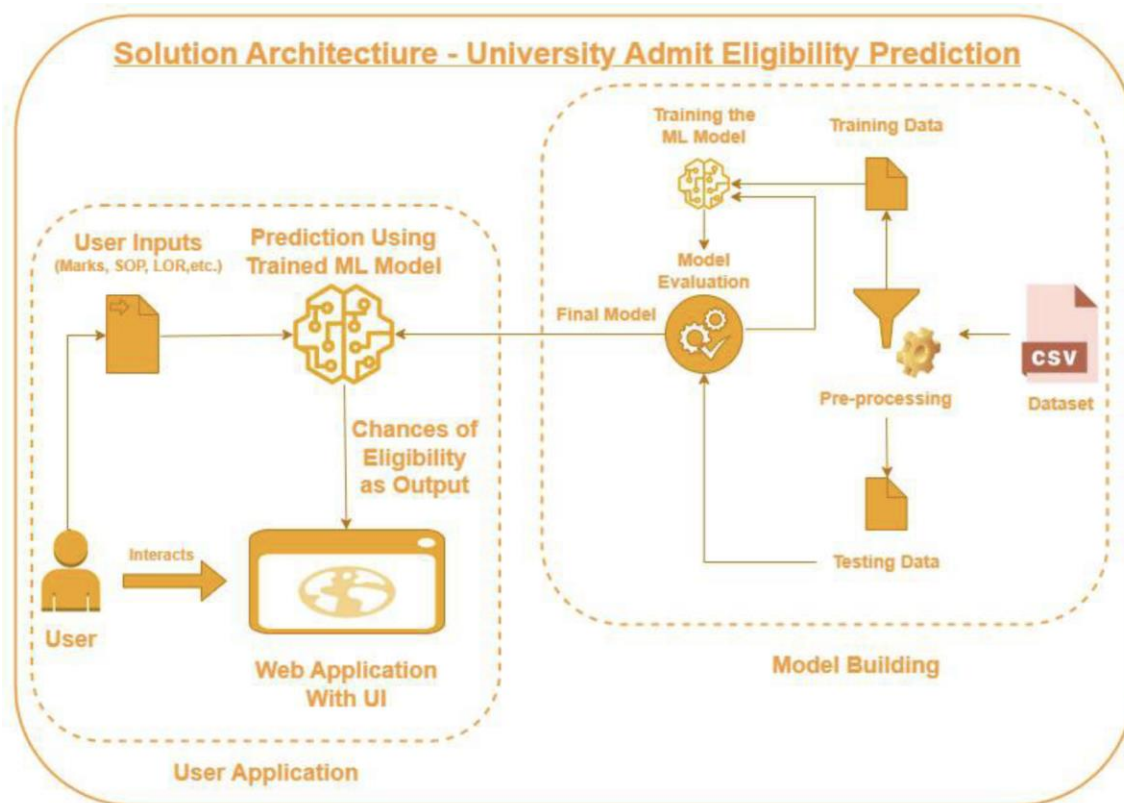 Solution Architectiure - University Admit Eligibility Prediction
Training the
ML Model
Training Data
User Inputs
(Marks, SOP, LOR,etc.)
Prediction Using
Trained ML Model
Model
Evaluation
Final Model
CSV
Pre-processing
Dataset
Chances of
Eligibility
as Output
Interacts
Testing Data
User
Web Application
With UI
Model Building
User Application